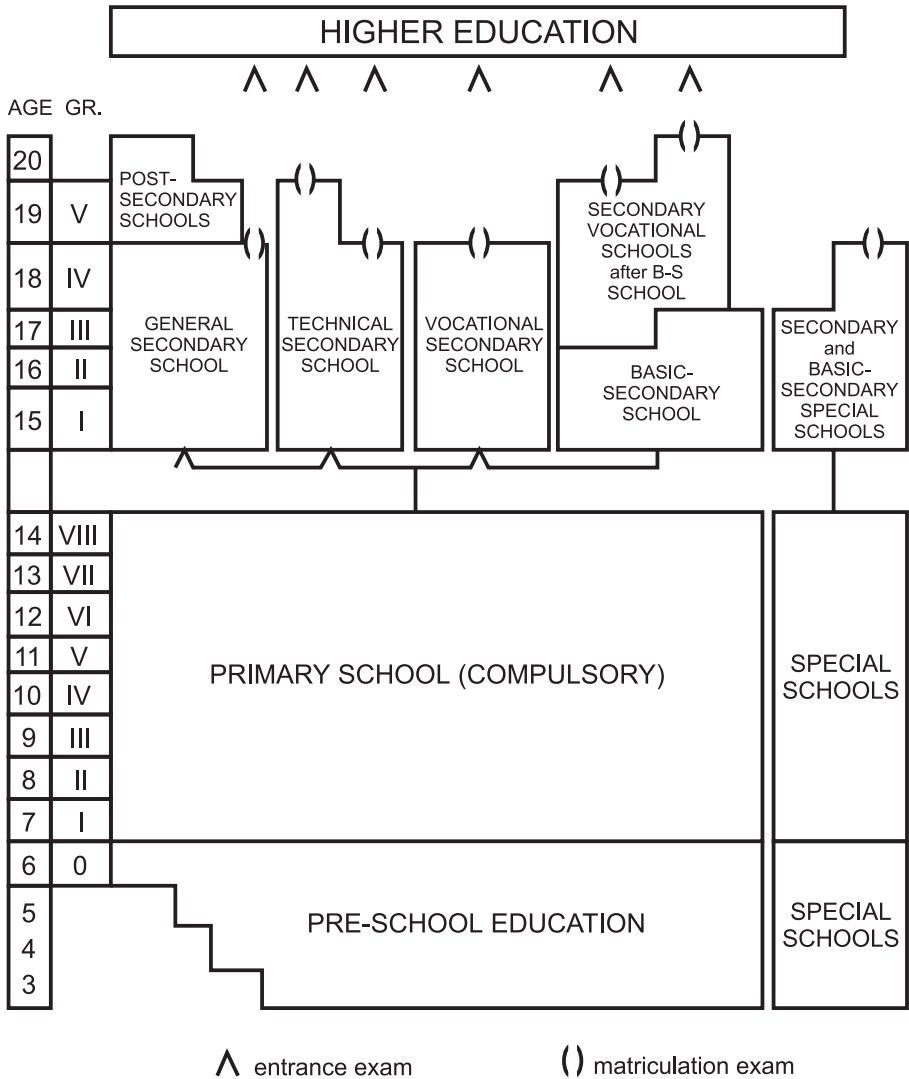 HIGHER EDUCATION
AGE GR.
20
19 V
18 IV
17 III
16 II
15 I
POST-
SECONDARY
SCHOOLS
GENERAL
SECONDARY
SCHOOL
TECHNICAL
SECONDARY
SCHOOL
VOCATIONAL
SECONDARY
SCHOOL
SECONDARY
VOCATIONAL
SCHOOLS
after B-S
SCHOOL
BASIC-
SECONDARY
SCHOOL
SECONDARY
and
BASIC-
SECONDARY
SPECIAL
SCHOOLS
14 VIII
13 VII
12 VI
11 V
10 IV
9 III
8 II
7 I
PRIMARY SCHOOL (COMPULSORY)
SPECIAL
SCHOOLS
6 0
5
4
3
PRE-SCHOOL EDUCATION
SPECIAL
SCHOOLS
entrance exam
matriculation exam